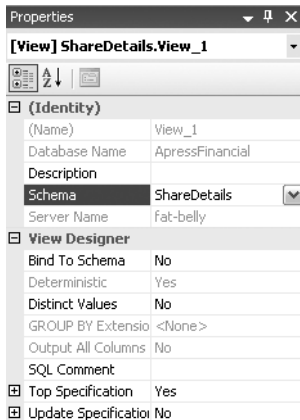 Properties
[View] ShareDetails.View_1
(Identity)
(Name) View_1
Database Name ApressFinancial
Description
Schema ShareDetails
Server Name fat-belly
View Designer
Bind To Schema No
Deterministic Yes
Distinct Values No
GROUP BY Extensio <None>
Output All Columns No
SQL Comment
Top Specification Yes
Update Specification No